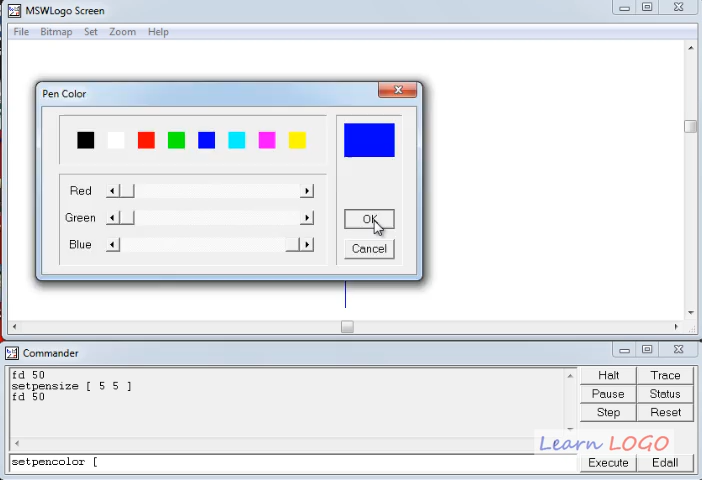 MSWLogo Screen
File Bitmap Set Zoom Help
Pen Color
Red
Green
Blue
OK
Cancel
Commander
fd 50
setpensize [ 5 5 ]
fd 50
setpencolor [
Halt Trace
Pause Status
Step Reset
Execute Edall
Learn LOGO